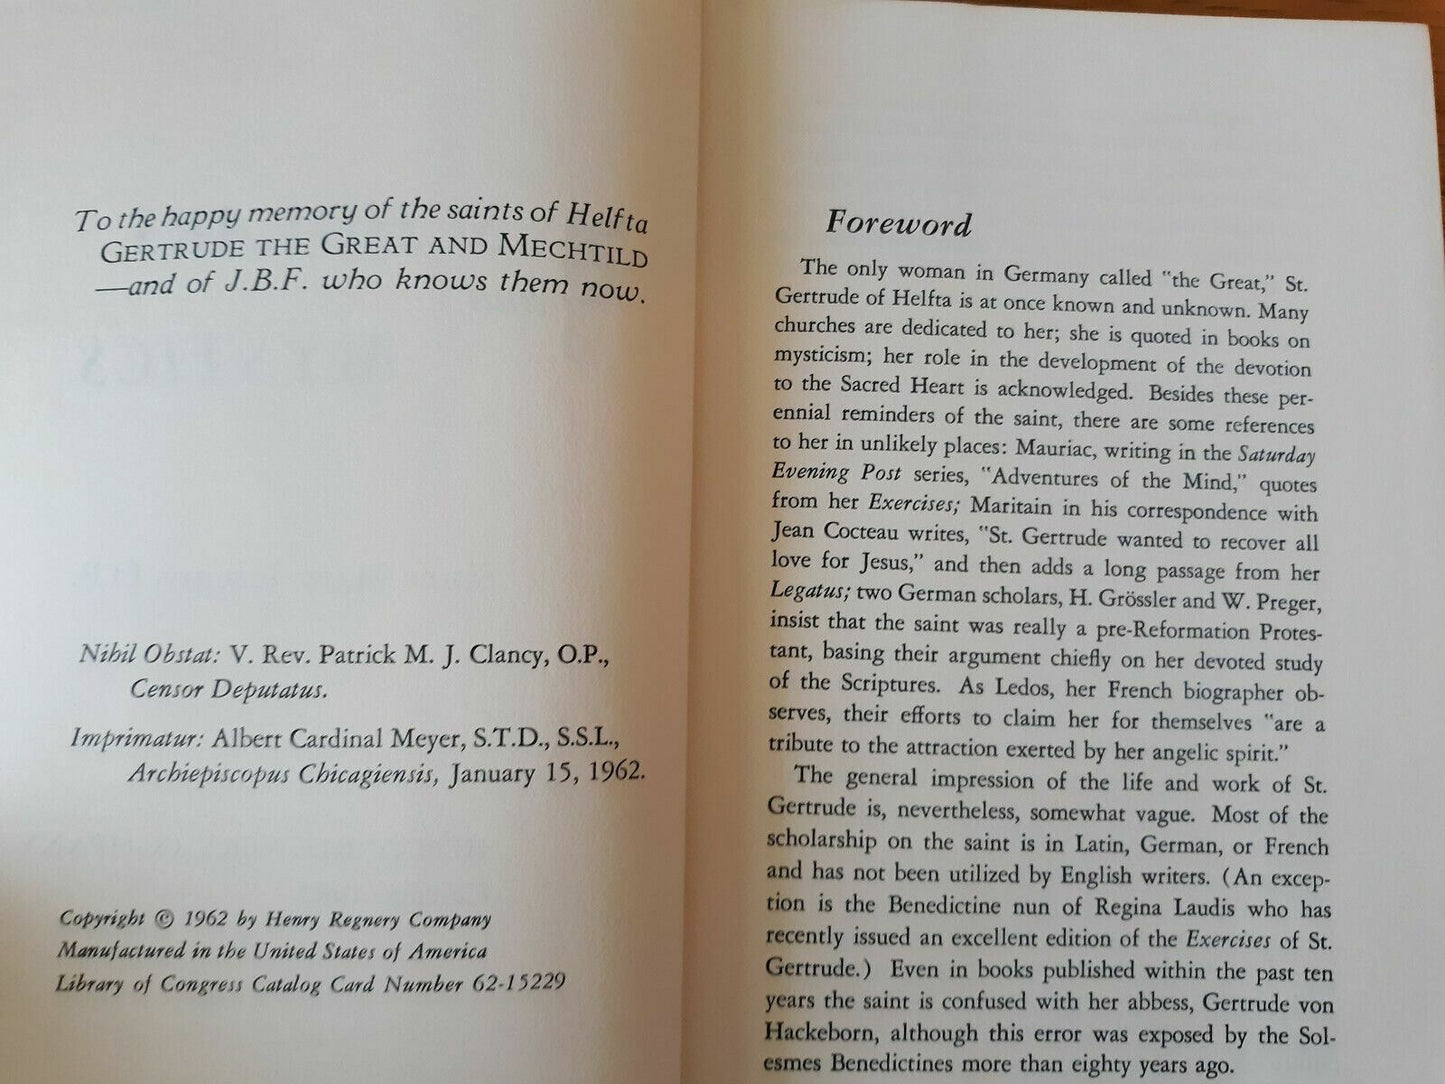 To the happy memory of the saints of Helfta
GERTRUDE THE GREAT AND MECHTILD
—and of J.B.F. who knows them now.
Nihil Obstat: V. Rev. Patrick M. J. Clancy, O.P.,
Censor Deputatus.
Imprimatur: Albert Cardinal Meyer, S.T.D., S.S.L.,
Archiepiscopus Chicagiensis, January 15, 1962.
Copyright © 1962 by Henry Regnery Company
Manufactured in the United States of America
Library of Congress Catalog Card Number 62-15229
Foreword
The only woman in Germany called "the Great," St.
Gertrude of Helfta is at once known and unknown. Many
churches are dedicated to her; she is quoted in books on
mysticism; her role in the development of the devotion
to the Sacred Heart is acknowledged. Besides these per-
ennial reminders of the saint, there are some references
to her in unlikely places: Mauriac, writing in the Saturday
Evening Post series, "Adventures of the Mind," quotes
from her Exercises; Maritain in his correspondence with
Jean Cocteau writes, "St. Gertrude wanted to recover all
love for Jesus," and then adds a long passage from her
Legatus; two German scholars, H. Grössler and W. Preger,
insist that the saint was really a pre-Reformation Protes-
tant, basing their argument chiefly on her devoted study
of the Scriptures. As Ledos, her French biographer ob-
serves, their efforts to claim her for themselves "are a
tribute to the attraction exerted by her angelic spirit."
The general impression of the life and work of St.
Gertrude is, nevertheless, somewhat vague. Most of the
scholarship on the saint is in Latin, German, or French
and has not been utilized by English writers. (An excep-
tion is the Benedictine nun of Regina Laudis who has
recently issued an excellent edition of the Exercises of St.
Gertrude.) Even in books published within the past ten
years the saint is confused with her abbess, Gertrude von
Hackeborn, although this error was exposed by the Sol-
esmes Benedictines more than eighty years ago.